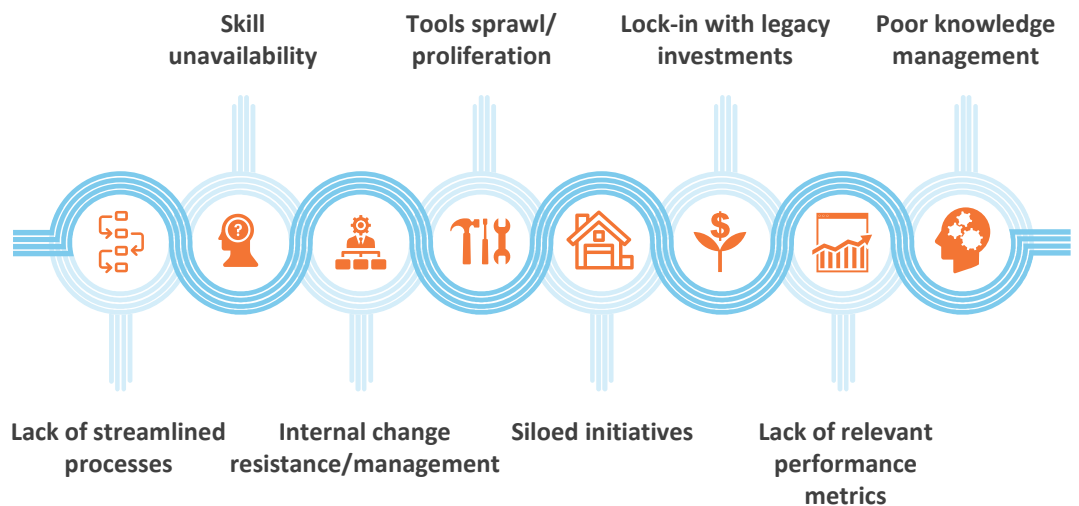 Skill
unavailability
Tools sprawl/
proliferation
Lock-in with legacy
investments
Poor knowledge
management
?
$
Lack of streamlined
processes
Internal change
resistance/management
Siloed initiatives
Lack of relevant
performance
metrics